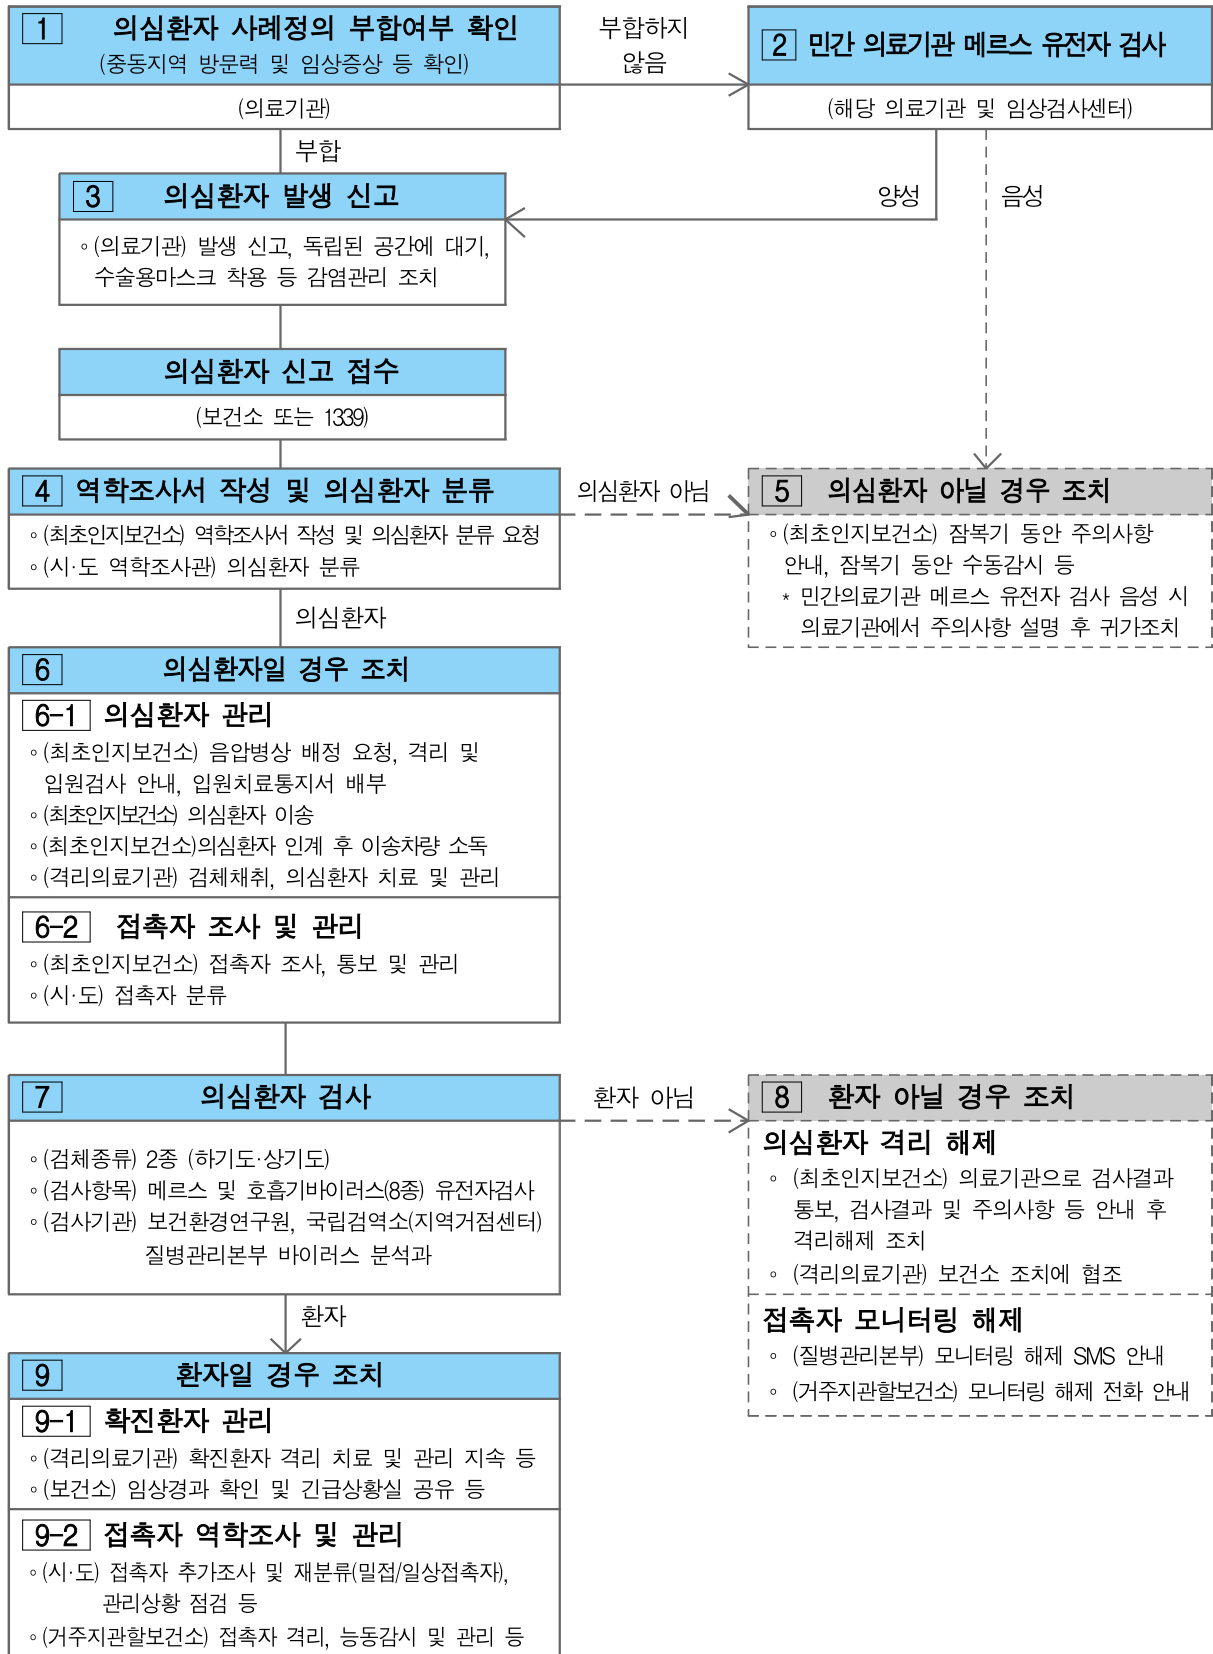 1 의심환자 사례정의 부합여부 확인
(중동지역 방문력 및 임상증상 등 확인)
(의료기관)
부합하지
않음
2 민간 의료기관 메르스 유전자 검사
(해당 의료기관 및 임상검사센터)
부합
양성
음성
3 의심환자 발생 신고
◦(의료기관) 발생 신고, 독립된 공간에 대기,
수술용마스크 착용 등 감염관리 조치
의심환자 신고 접수
(보건소 또는 1339)
4 역학조사서 작성 및 의심환자 분류
◦(최초인지보건소) 역학조사서 작성 및 의심환자 분류 요청
◦(시·도 역학조사관) 의심환자 분류
의심환자 아님
5 의심환자 아닐 경우 조치
◦(최초인지보건소) 잠복기 동안 주의사항
안내, 잠복기 동안 수동감시 등
* 민간의료기관 메르스 유전자 검사 음성 시
의료기관에서 주의사항 설명 후 귀가조치
의심환자
6 의심환자일 경우 조치
6-1 의심환자 관리
◦(최초인지보건소) 음압병상 배정 요청, 격리 및
입원검사 안내, 입원치료통지서 배부
◦(최초인지보건소) 의심환자 이송
◦(최초인지보건소)의심환자 인계 후 이송차량 소독
◦(격리의료기관) 검체채취, 의심환자 치료 및 관리
6-2 접촉자 조사 및 관리
◦(최초인지보건소) 접촉자 조사, 통보 및 관리
◦(시·도) 접촉자 분류
7 의심환자 검사
◦(검체종류) 2종 (하기도·상기도)
◦(검사항목) 메르스 및 호흡기바이러스(8종) 유전자검사
◦(검사기관) 보건환경연구원, 국립검역소(지역거점센터)
질병관리본부 바이러스 분석과
환자 아님
8 환자 아닐 경우 조치
의심환자 격리 해제
◦ (최초인지보건소) 의료기관으로 검사결과
통보, 검사결과 및 주의사항 등 안내 후
격리해제 조치
◦ (격리의료기관) 보건소 조치에 협조
접촉자 모니터링 해제
◦ (질병관리본부) 모니터링 해제 SMS 안내
◦ (거주지관할보건소) 모니터링 해제 전화 안내
환자
9 환자일 경우 조치
9-1 확진환자 관리
◦(격리의료기관) 확진환자 격리 치료 및 관리 지속 등
◦(보건소) 임상경과 확인 및 긴급상황실 공유 등
9-2 접촉자 역학조사 및 관리
◦(시·도) 접촉자 추가조사 및 재분류(밀접/일상접촉자),
관리상황 점검 등
◦(거주지관할보건소) 접촉자 격리, 능동감시 및 관리 등